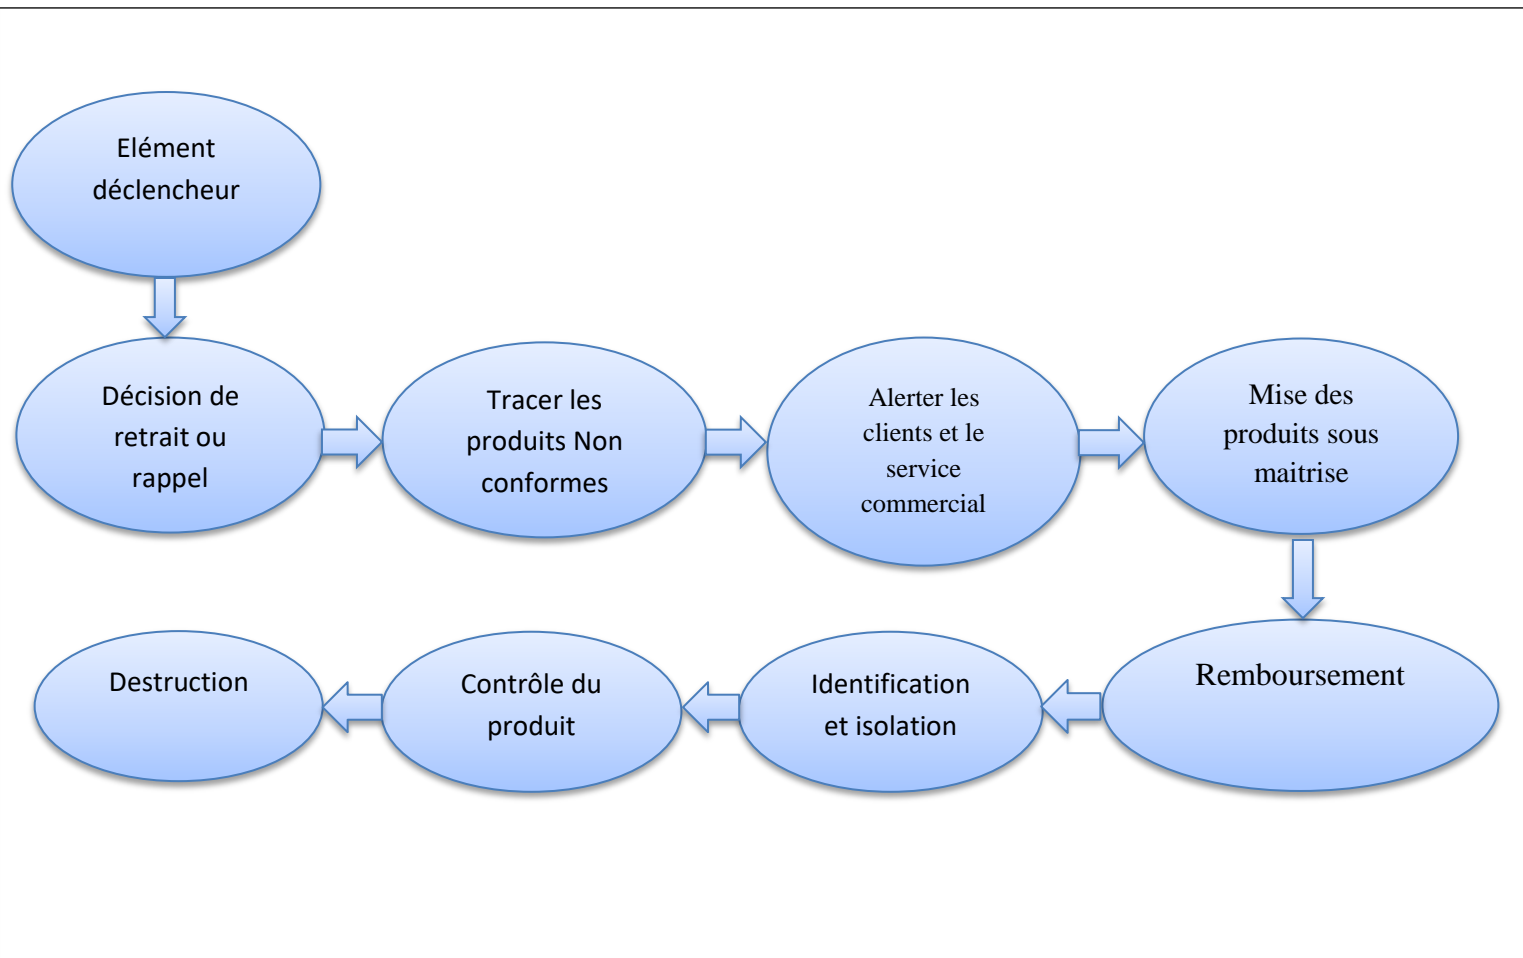 Elément
déclencheur
Décision de
retrait ou
rappel
Tracer les
produits Non
conformes
Alerter les
clients et le
service
commercial
Mise des
produits sous
maitrise
Remboursement
Identification
et isolation
Contrôle du
produit
Destruction